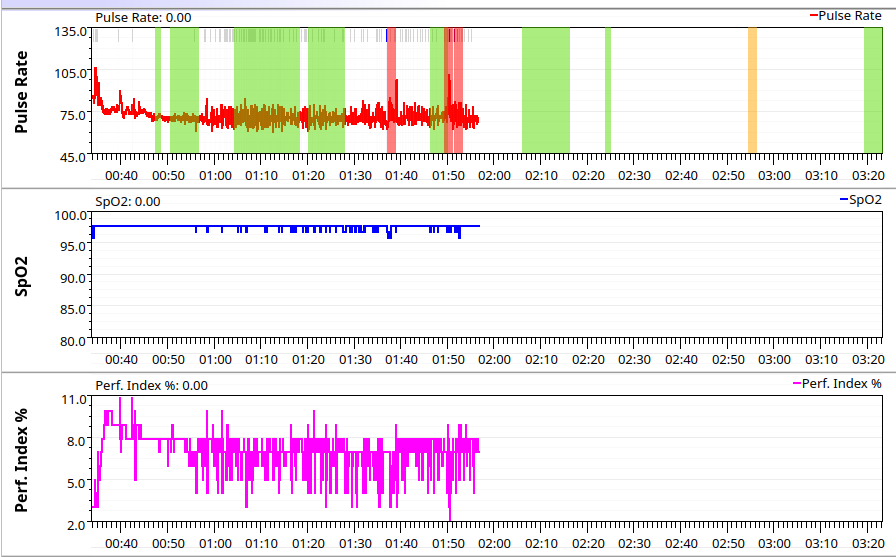 Pulse Rate: 0.00
Pulse Rate
Pulse Rate
135.0
105.0
75.0
45.0
00:40 00:50 01:00 01:10 01:20 01:30 01:40 01:50 02:00 02:10 02:20 02:30 02:40 02:50 03:00 03:10 03:20
SpO2: 0.00
SpO2
SpO2
100.0
95.0
90.0
85.0
80.0
00:40 00:50 01:00 01:10 01:20 01:30 01:40 01:50 02:00 02:10 02:20 02:30 02:40 02:50 03:00 03:10 03:20
Perf. Index %: 0.00
Perf. Index %
Perf. Index %
11.0
8.0
5.0
2.0
00:40 00:50 01:00 01:10 01:20 01:30 01:40 01:50 02:00 02:10 02:20 02:30 02:40 02:50 03:00 03:10 03:20